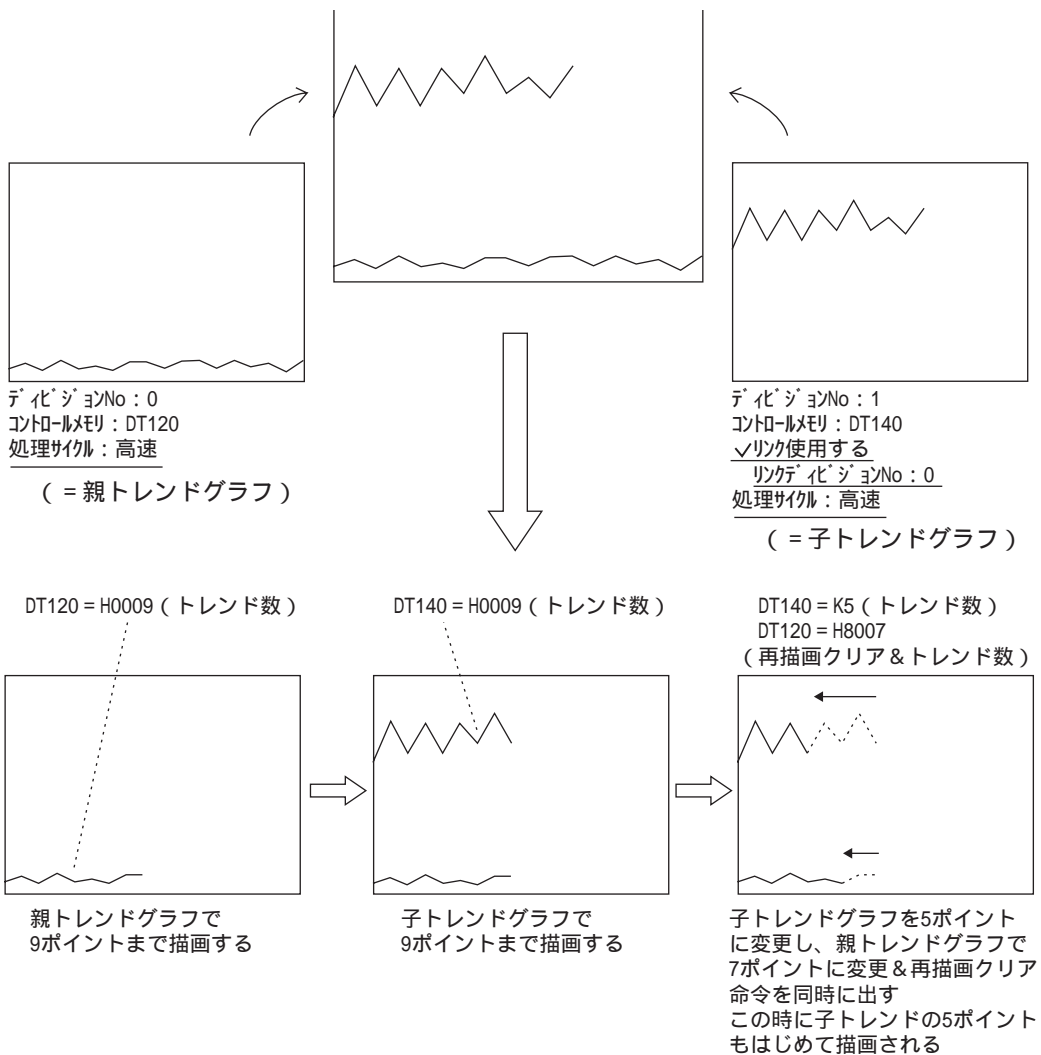 ディビジョンNo：0
コントロールメモリ：DT120
処理サイクル：高速
（＝親トレンドグラフ）
ディビジョンNo：1
コントロールメモリ：DT140
✓リンク使用する
リンクディビジョンNo：0
処理サイクル：高速
（＝子トレンドグラフ）
DT120＝H0009（トレンド数）
DT140＝H0009（トレンド数）
DT140＝K5（トレンド数）
DT120＝H8007
（再描画クリア＆トレンド数）
親トレンドグラフで
9ポイントまで描画する
子トレンドグラフで
9ポイントまで描画する
子トレンドグラフを5ポイント
に変更し、親トレンドグラフで
7ポイントに変更＆再描画クリア
命令を同時に出す
この時に子トレンドの5ポイント
もはじめて描画される